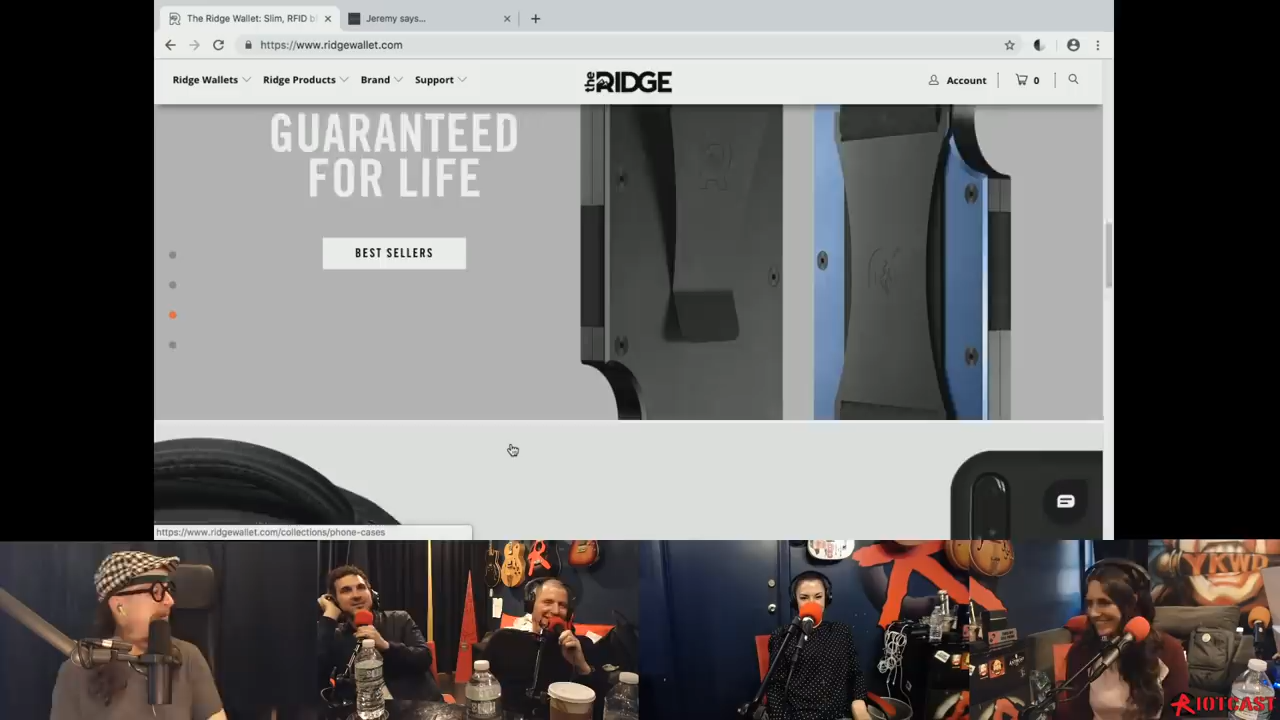 The Ridge Wallet: Slim, RFID b
Jeremy says...
https://www.ridgewallet.com
Ridge Wallets
Ridge Products
Brand
Support
the RIDGE
Account
0
GUARANTEED
FOR LIFE
BEST SELLERS
https://www.ridgewallet.com/collections/phone-cases
YKWD
RIOTCAST